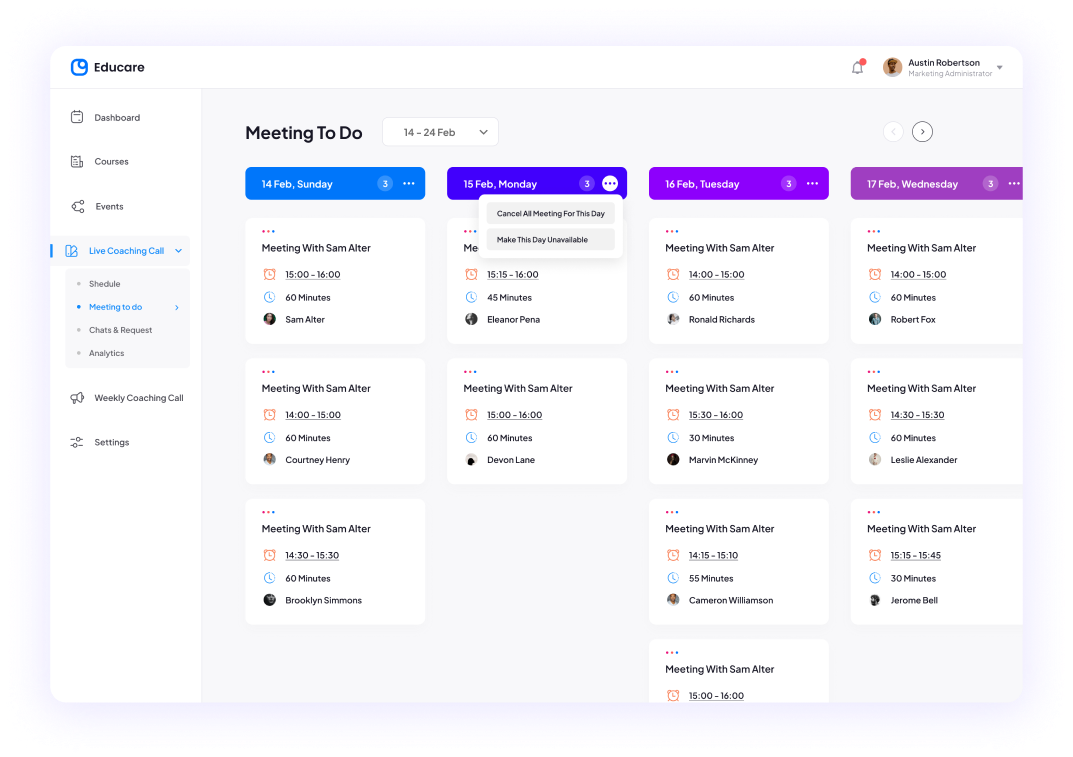 Educare
Austin Robertson
Marketing Administrator
Dashboard
Courses
Events
Live Coaching Call
Shedule
Meeting to do
Chats & Request
Analytics
Weekly Coaching Call
Settings
Meeting To Do
14 – 24 Feb
14 Feb, Sunday 3
Meeting With Sam Alter
15:00 – 16:00
60 Minutes
Sam Alter
Meeting With Sam Alter
14:00 – 15:00
60 Minutes
Courtney Henry
Meeting With Sam Alter
14:30 – 15:30
60 Minutes
Brooklyn Simmons
15 Feb, Monday 3
Cancel All Meeting For This Day
Make This Day Unavailable
Me
15:15 – 16:00
45 Minutes
Eleanor Pena
Meeting With Sam Alter
15:00 – 16:00
60 Minutes
Devon Lane
16 Feb, Tuesday 3
Meeting With Sam Alter
14:00 – 15:00
60 Minutes
Ronald Richards
Meeting With Sam Alter
15:30 – 16:00
30 Minutes
Marvin McKinney
Meeting With Sam Alter
14:15 – 15:10
55 Minutes
Cameron Williamson
Meeting With Sam Alter
15:00 – 16:00
17 Feb, Wednesday 3
Meeting With Sam Alter
14:00 – 15:00
60 Minutes
Robert Fox
Meeting With Sam Alter
14:30 – 15:30
60 Minutes
Leslie Alexander
Meeting With Sam Alter
15:15 – 15:45
30 Minutes
Jerome Bell